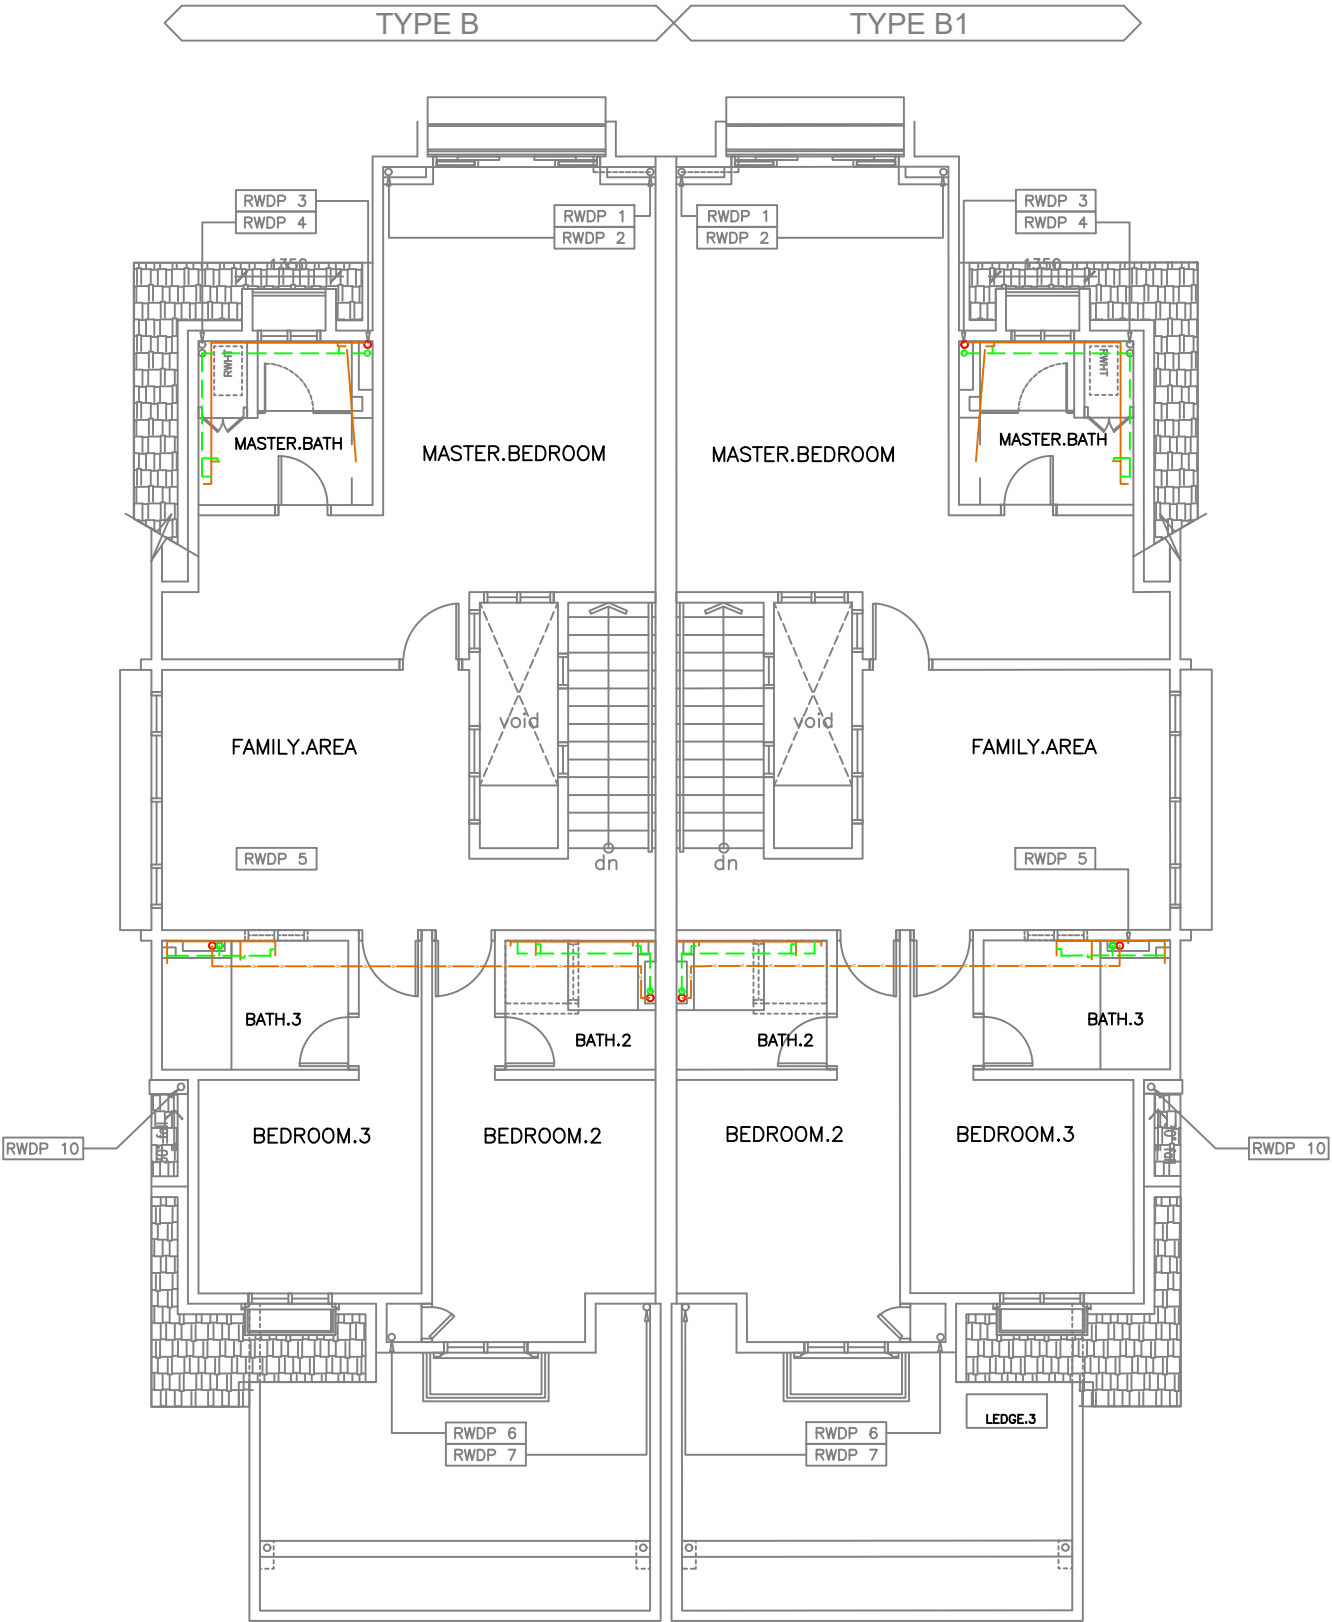 TYPE B TYPE B1
RWDP 3 RWDP 3
RWDP 4 RWDP 1 RWDP 1 RWDP 4
RWDP 2 RWDP 2
1350 1350
RWHT RWHT
MASTER.BATH MASTER.BEDROOM MASTER.BEDROOM MASTER.BATH
void void
FAMILY.AREA FAMILY.AREA
RWDP 5 dn dn RWDP 5
BATH.3 BATH.2 BATH.2 BATH.3
BEDROOM.3 BEDROOM.2 BEDROOM.2 BEDROOM.3
RWDP 10 RWDP 10
LEDGE.3
RWDP 6 RWDP 6
RWDP 7 RWDP 7